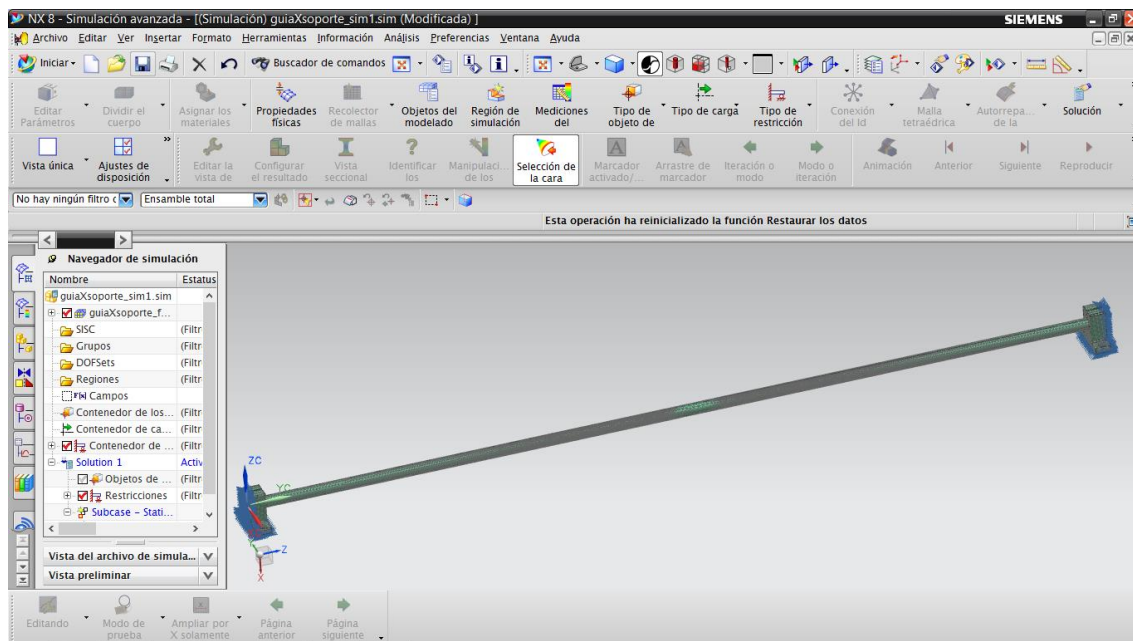 NX 8 - Simulación avanzada - [(Simulación) guiaXsoporte_sim1.sim (Modificada) ]
SIEMENS
Archivo Editar Ver Insertar Formato Herramientas Información Análisis Preferencias Ventana Ayuda
Iniciar
Buscador de comandos
Editar Parámetros
Dividir el cuerpo
Asignar los materiales
Propiedades físicas
Recolector de mallas
Objetos del modelado
Región de simulación
Mediciones del
Tipo de objeto de
Tipo de carga
Tipo de restricción
Conexión del 1d
Malla tetraédrica
Autorrepa... de la
Solución
Vista única
Ajustes de disposición
Editar la vista de
Configurar el resultado
Vista seccional
Identificar los
Manipulaci... de los
Selección de la cara
Marcador activado/...
Arrastre de marcador
Iteración o modo
Modo o iteración
Animación
Anterior
Siguiente
Reproducir
No hay ningún filtro c
Ensamble total
Esta operación ha reinicializado la función Restaurar los datos
Navegador de simulación
Nombre Estatus
guiaXsoporte_sim1.sim
guiaXsoporte_f...
SISC (Filtr
Grupos (Filtr
DOFSets (Filtr
Regiones (Filtr
Campos
Contenedor de los... (Filtr
Contenedor de ca... (Filtr
Contenedor de ... (Filtr
Solution 1 Activ
Objetos de ... (Filtr
Restricciones (Filtr
Subcase - Stati...
Vista del archivo de simula...
Vista preliminar
ZC
YC
Z
Y
X
Editando
Modo de prueba
Ampliar por X solamente
Página anterior
Página siguiente